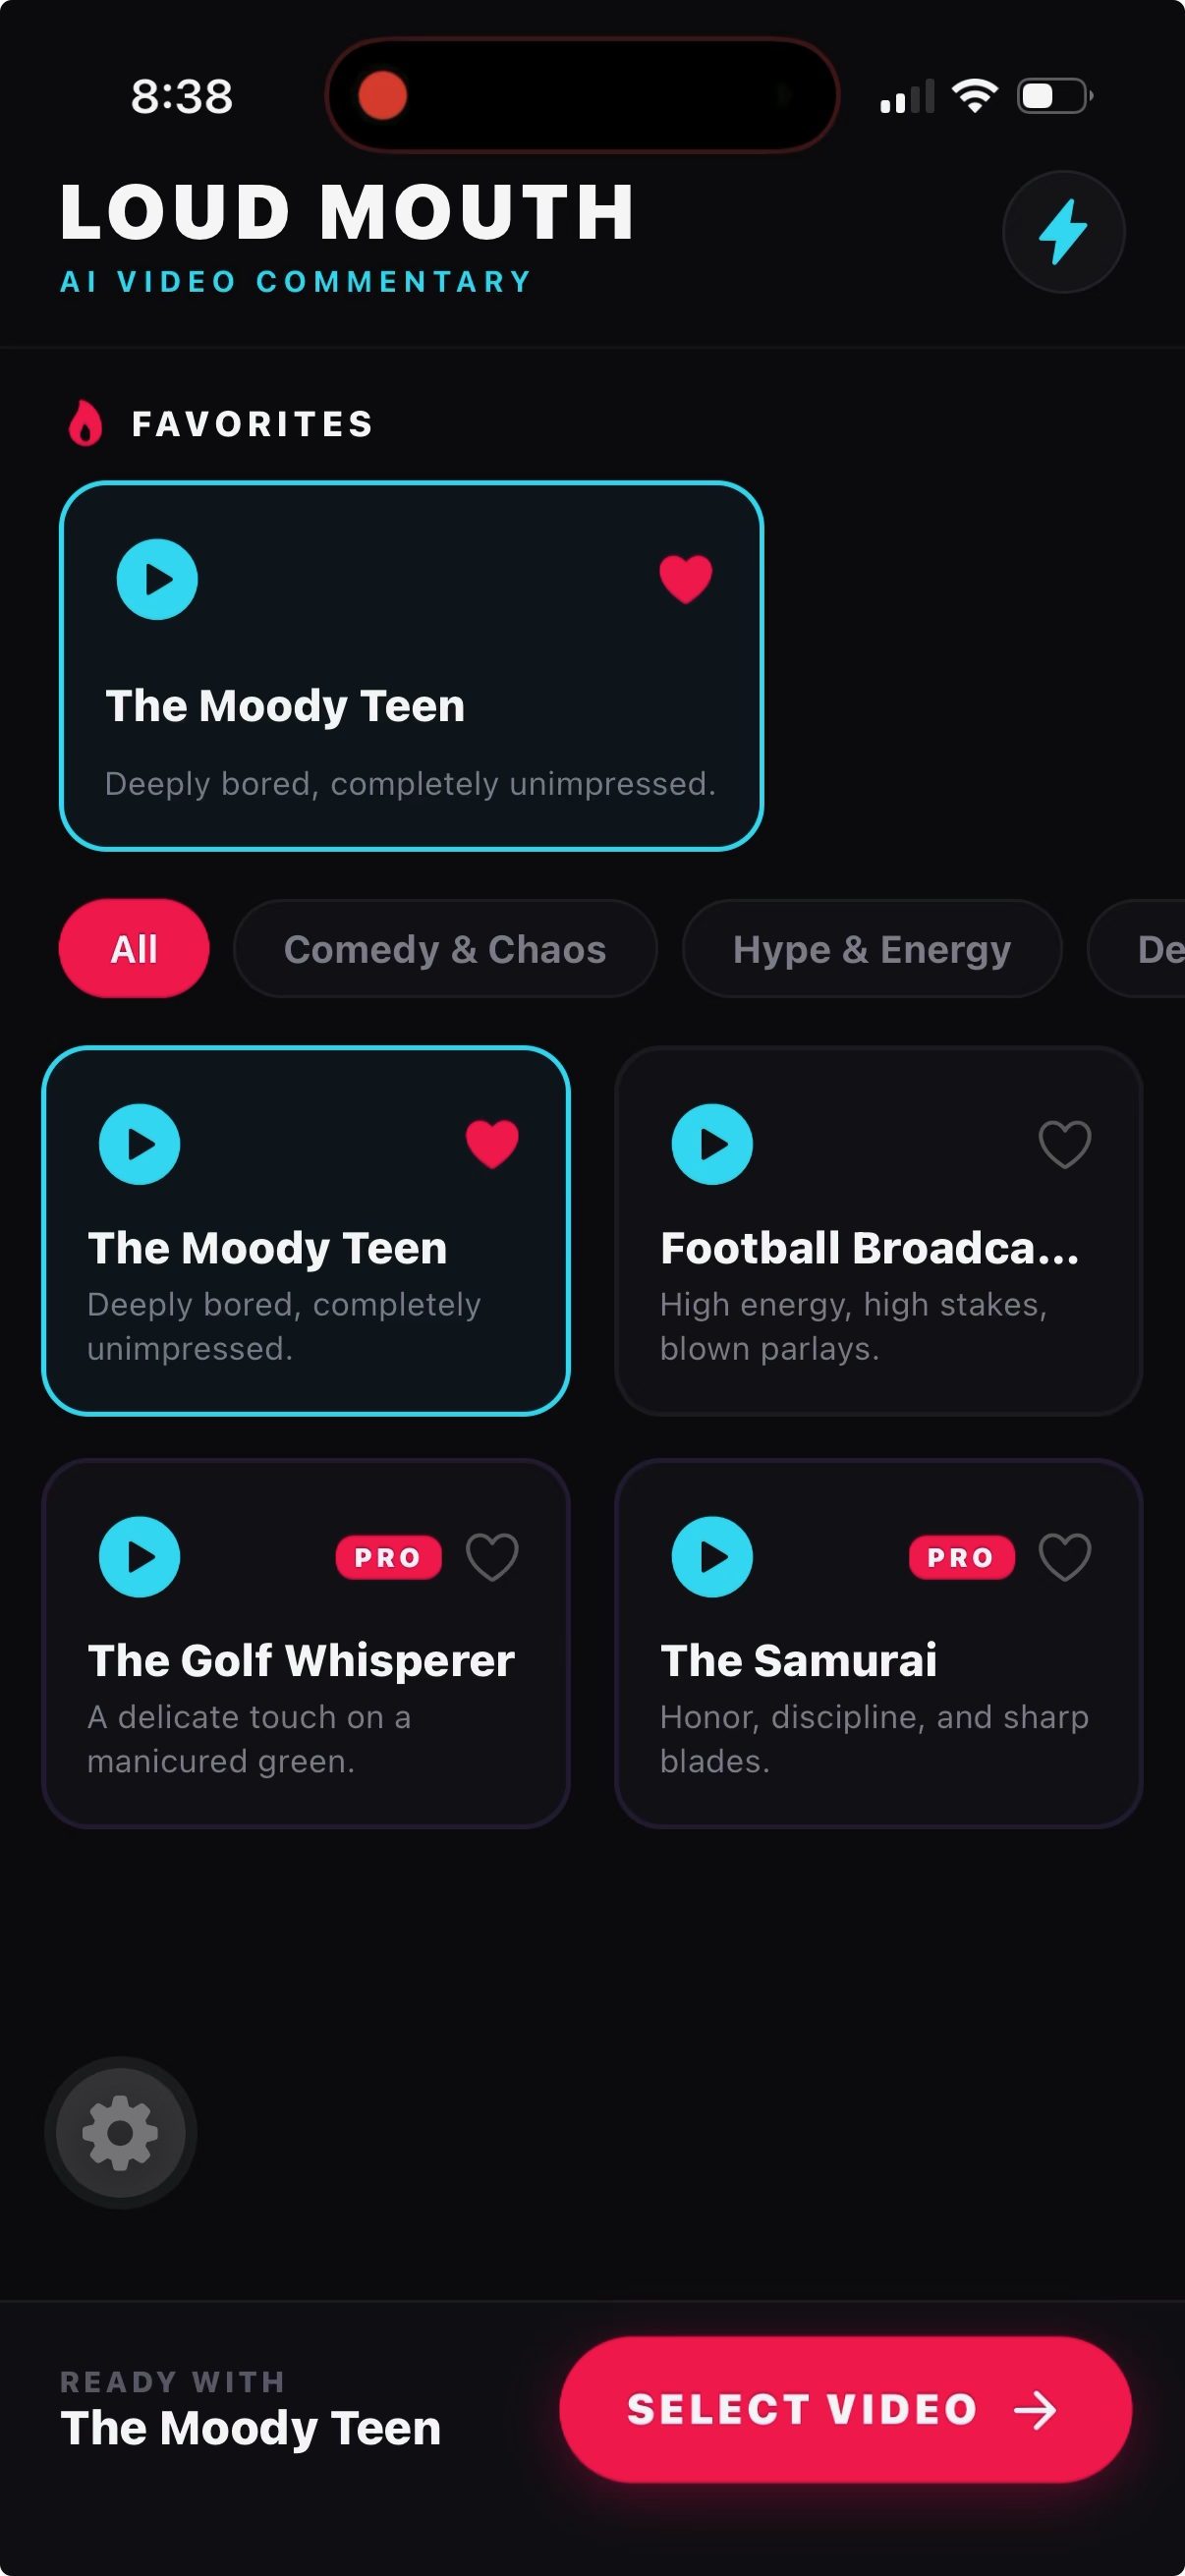 8:38
LOUD MOUTH
AI VIDEO COMMENTARY
FAVORITES
The Moody Teen
Deeply bored, completely unimpressed.
All
Comedy & Chaos
Hype & Energy
De
The Moody Teen
Deeply bored, completely
unimpressed.
Football Broadca...
High energy, high stakes,
blown parlays.
PRO
The Golf Whisperer
A delicate touch on a
manicured green.
PRO
The Samurai
Honor, discipline, and sharp
blades.
READY WITH
The Moody Teen
SELECT VIDEO